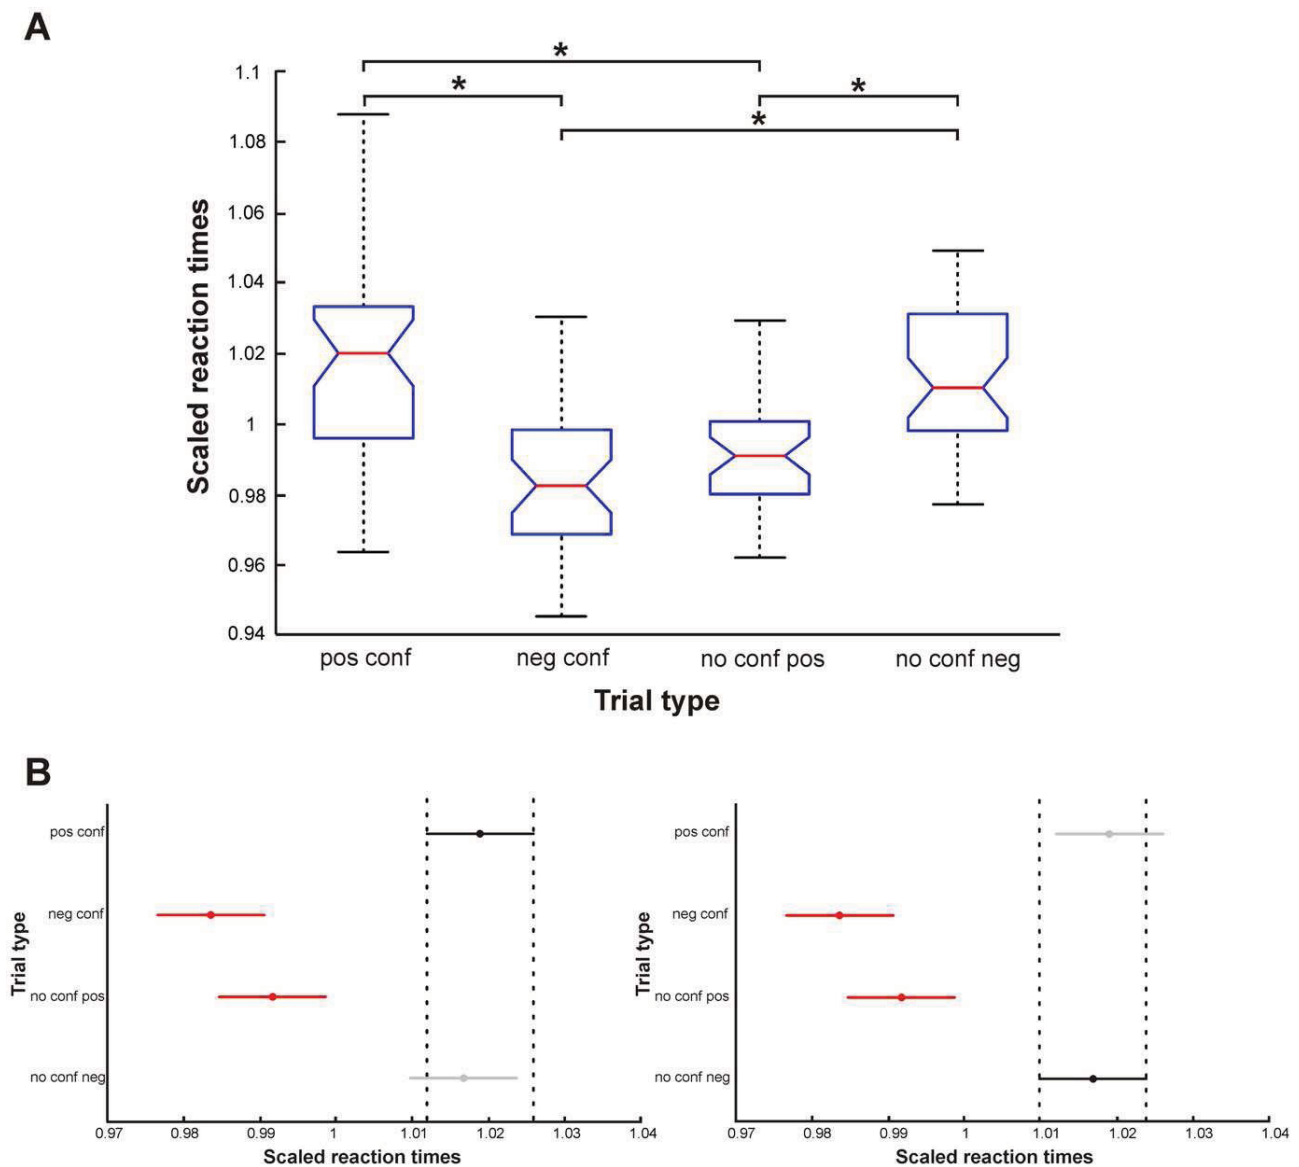 A
*
*
*
*
1.1
1.08
1.06
1.04
1.02
1
0.98
0.96
0.94
Scaled reaction times
pos conf neg conf no conf pos no conf neg
Trial type
B
pos conf
neg conf
no conf pos
no conf neg
Trial type
0.97 0.98 0.99 1 1.01 1.02 1.03 1.04
Scaled reaction times
pos conf
neg conf
no conf pos
no conf neg
Trial type
0.97 0.98 0.99 1 1.01 1.02 1.03 1.04
Scaled reaction times